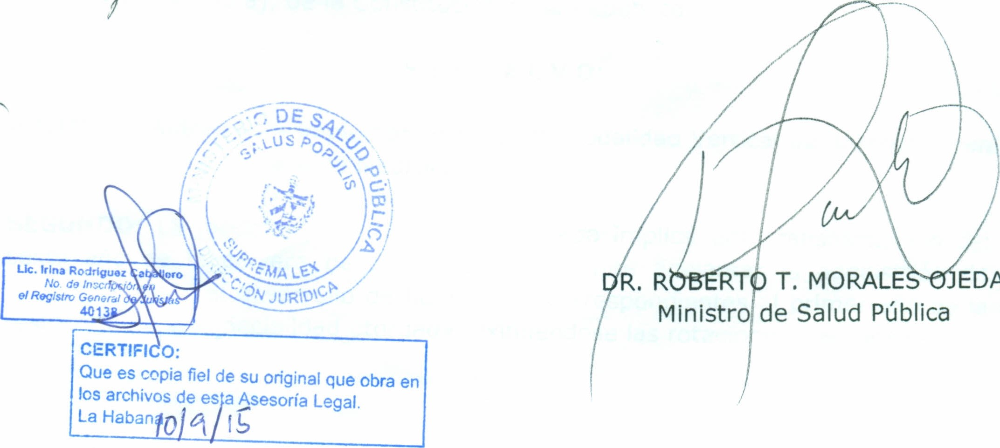 MINISTERIO DE SALUD PÚBLICA
SALUS POPULIS
SUPREMA LEX
DIRECCIÓN JURÍDICA
Lic. Irina Rodríguez Caballero
No. de Inscripción en
el Registro General de Juristas
40138
CERTIFICO:
Que es copia fiel de su original que obra en
los archivos de esta Asesoría Legal.
La Habana 10/9/15
DR. ROBERTO T. MORALES OJEDA
Ministro de Salud Pública